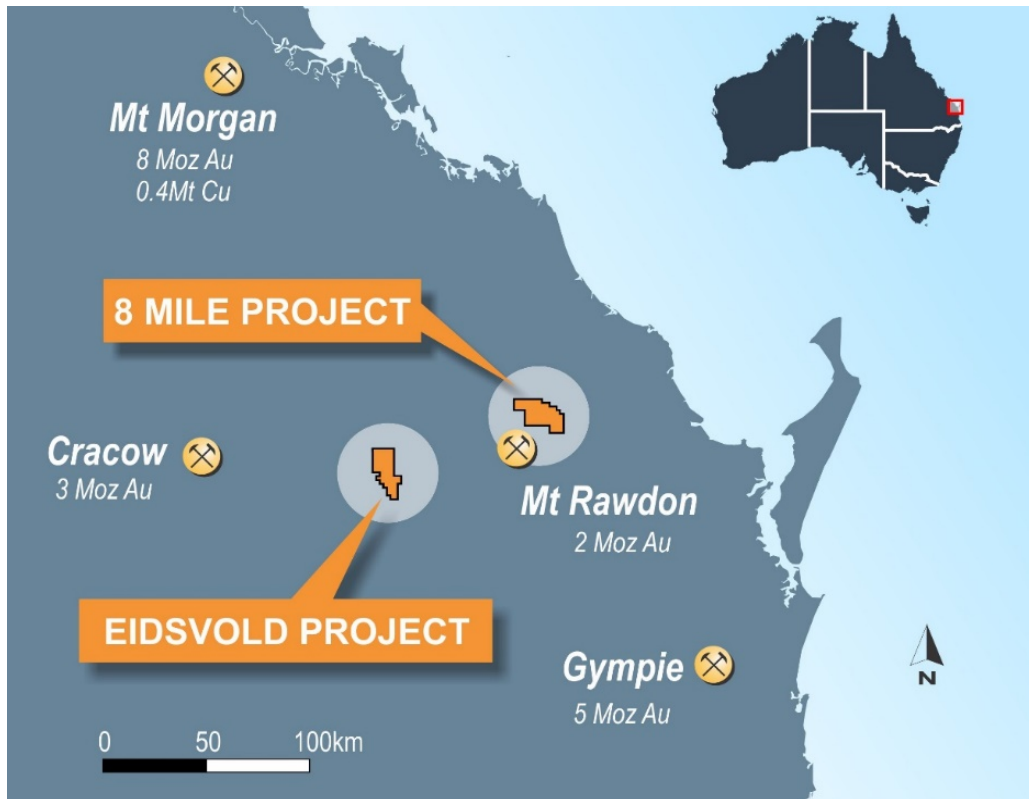 Mt Morgan
8 Moz Au
0.4Mt Cu
8 MILE PROJECT
Cracow
3 Moz Au
Mt Rawdon
2 Moz Au
EIDSVOLD PROJECT
Gympie
5 Moz Au
N
0 50 100km